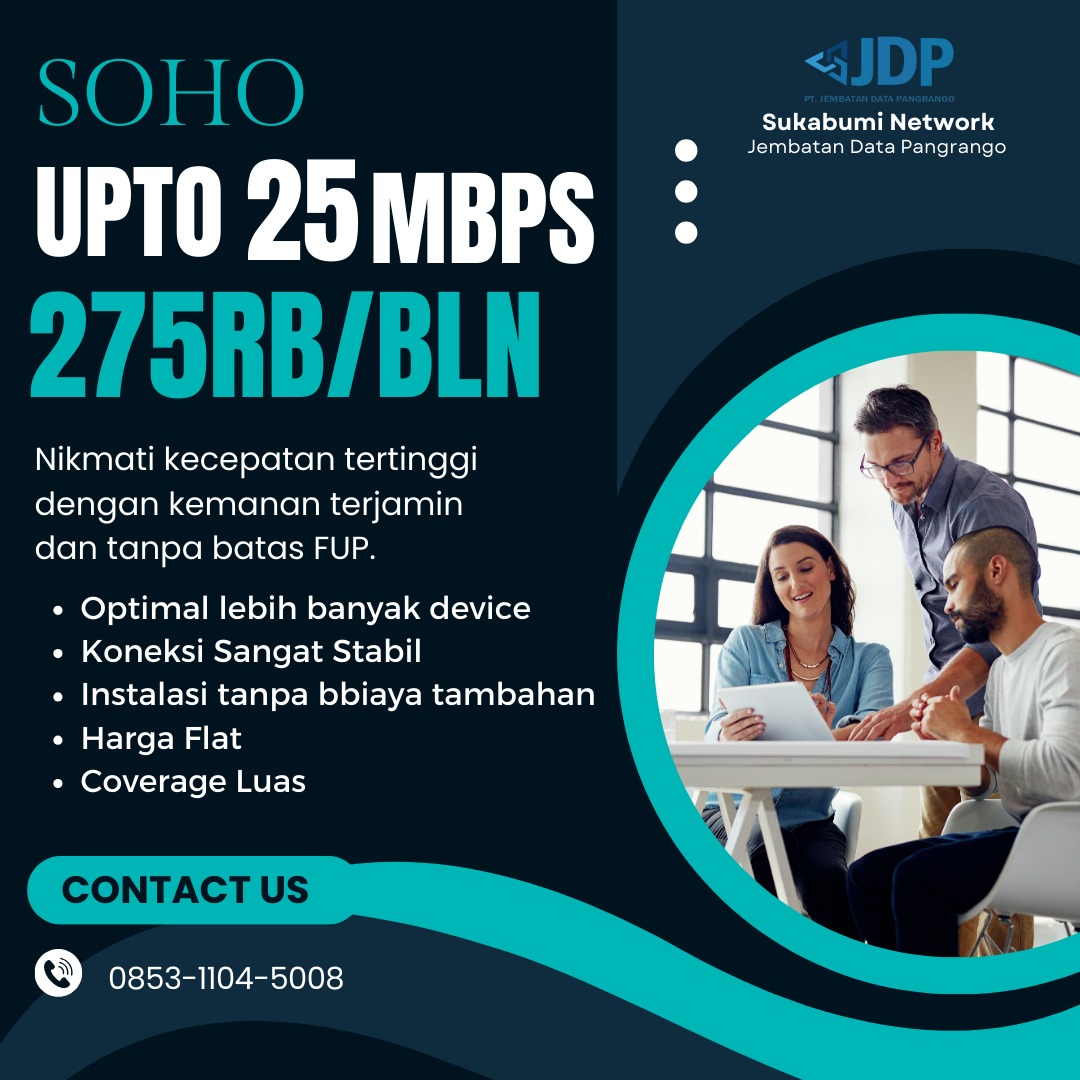 SOHO
UPTO 25 MBPS
275RB/BLN
Nikmati kecepatan tertinggi
dengan kemanan terjamin
dan tanpa batas FUP.
• Optimal lebih banyak device
• Koneksi Sangat Stabil
• Instalasi tanpa bbiaya tambahan
• Harga Flat
• Coverage Luas
CONTACT US
0853-1104-5008
JDP
PT. JEMBATAN DATA PANGRANGO
Sukabumi Network
Jembatan Data Pangrango